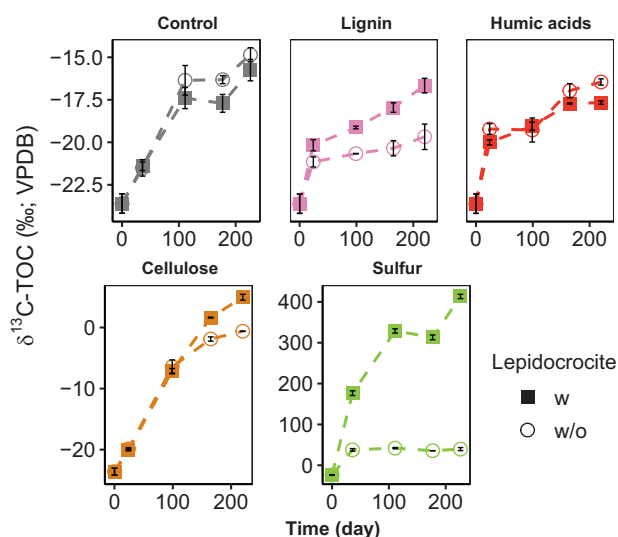 Control
Lignin
Humic acids
−15.0
−17.5
−20.0
−22.5
0 100 200
0 100 200
0 100 200
δ13C-TOC (‰; VPDB)
Cellulose
Sulfur
0
−10
−20
400
300
200
100
0
0 100 200
0 100 200
Time (day)
Lepidocrocite
w
w/o